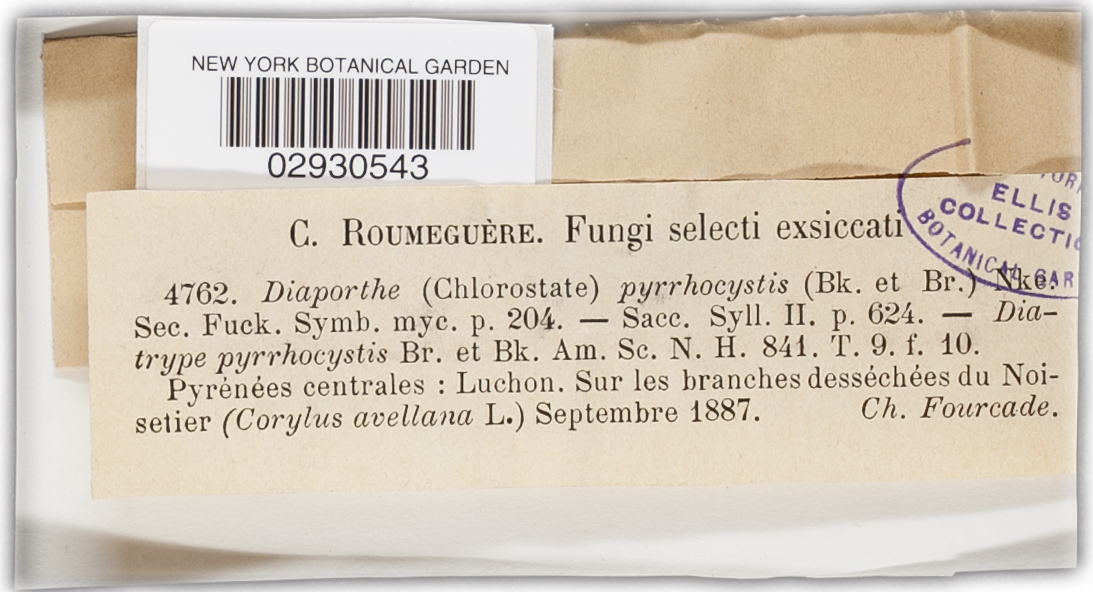 NEW YORK BOTANICAL GARDEN
02930543
ELLIS
COLLECTIO
BOTANICAL GAR
C. ROUMEGUÈRE. Fungi selecti exsiccati
4762. Diaporthe (Chlorostate) pyrrhocystis (Bk. et Br.) Nke.
Sec. Fuck. Symb. myc. p. 204. — Sacc. Syll. II. p. 624. — Dia-
trype pyrrhocystis Br. et Bk. Am. Sc. N. H. 841. T. 9. f. 10.
Pyrénées centrales : Luchon. Sur les branches desséchées du Noi-
setier (Corylus avellana L.) Septembre 1887. Ch. Fourcade.